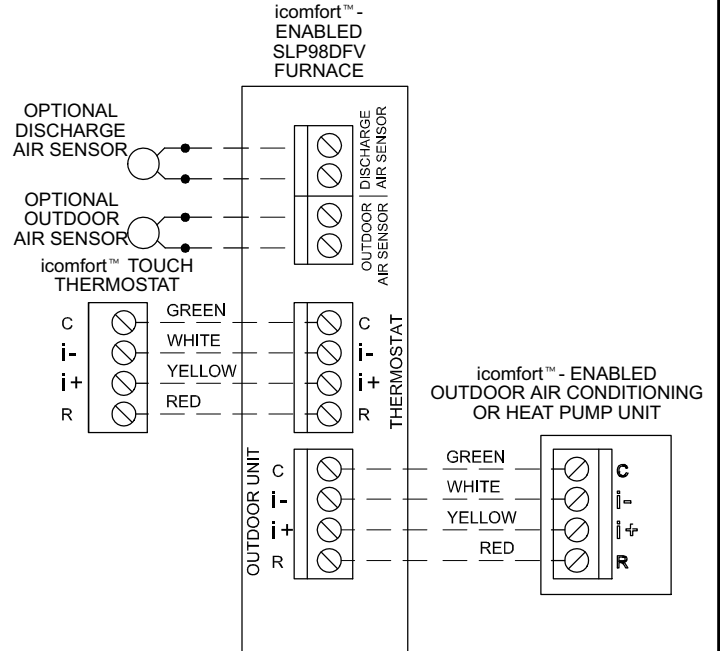 icomfort™-
ENABLED
SLP98DFV
FURNACE
OPTIONAL
DISCHARGE
AIR SENSOR
DISCHARGE
AIR SENSOR
OPTIONAL
OUTDOOR
AIR SENSOR
OUTDOOR
AIR SENSOR
icomfort™ TOUCH
THERMOSTAT
C GREEN C
i- WHITE i-
i+ YELLOW i+
R RED R
THERMOSTAT
icomfort™- ENABLED
OUTDOOR AIR CONDITIONING
OR HEAT PUMP UNIT
OUTDOOR UNIT
C GREEN C
i- WHITE i-
i+ YELLOW i+
R RED R